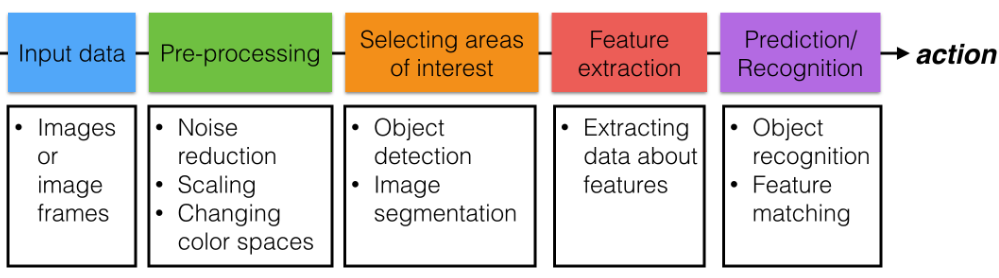 Input data
Pre-processing
Selecting areas
of interest
Feature
extraction
Prediction/
Recognition
action
• Images
or
image
frames
• Noise
reduction
• Scaling
• Changing
color spaces
• Object
detection
• Image
segmentation
• Extracting
data about
features
• Object
recognition
• Feature
matching